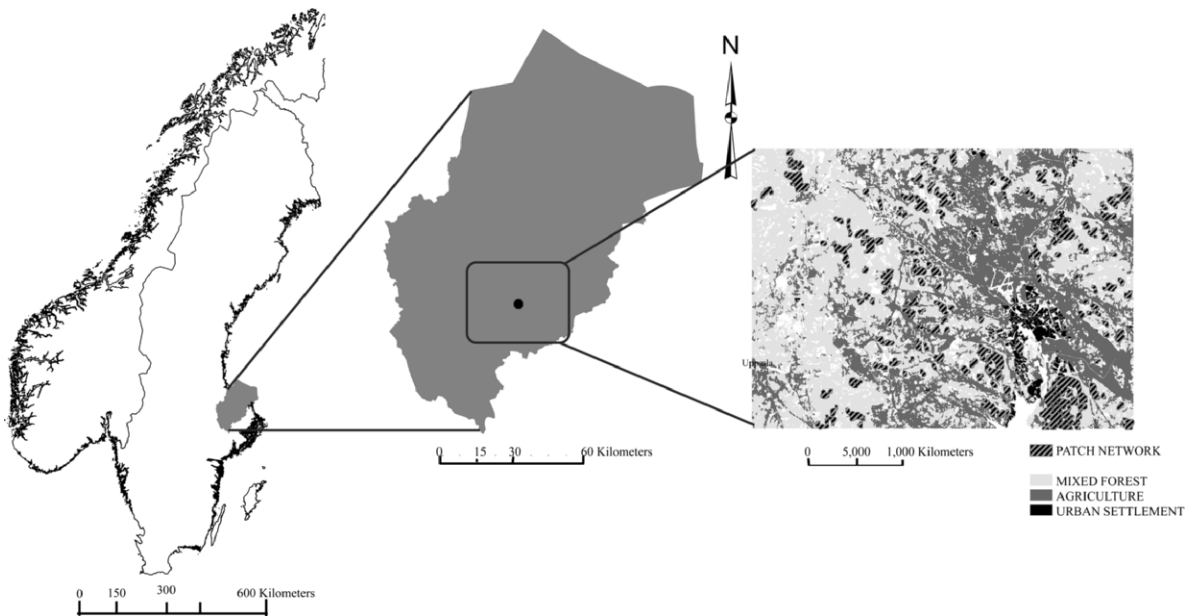 N
Uppsala
0 15 30 60 Kilometers
0 5,000 1,000 Kilometers
PATCH NETWORK
MIXED FOREST
AGRICULTURE
URBAN SETTLEMENT
0 150 300 600 Kilometers